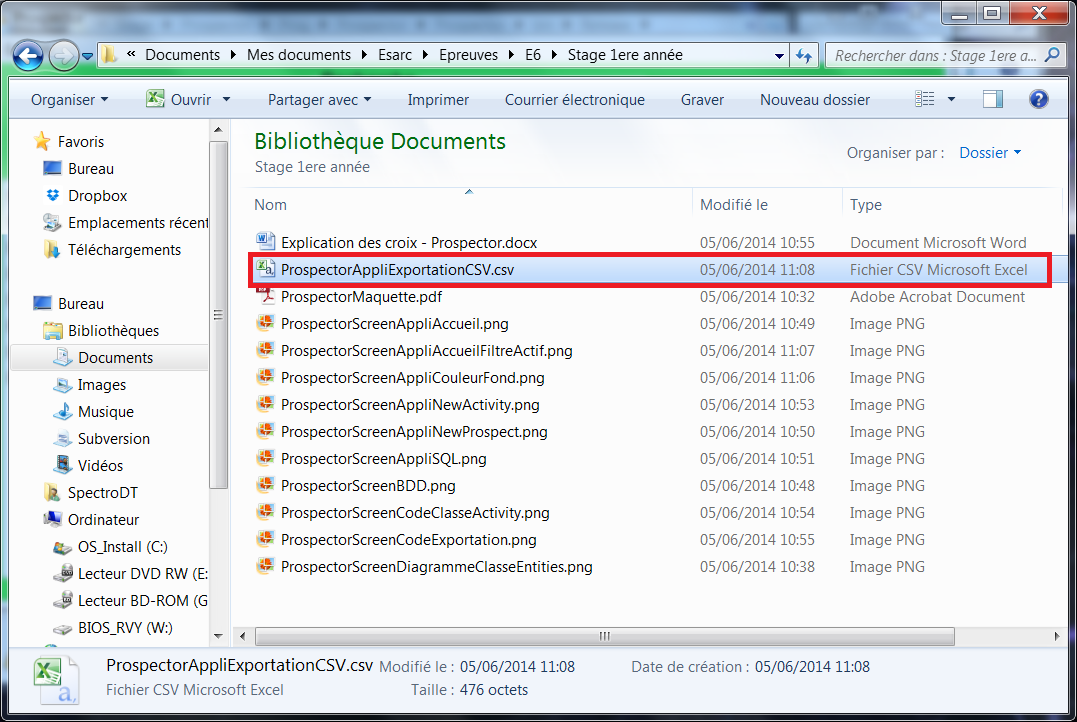 « Documents Mes documents Esarc Epreuves E6 Stage 1ere année Rechercher dans : Stage 1ere a...
Organiser Ouvrir Partager avec Imprimer Courrier électronique Graver Nouveau dossier
Favoris
Bureau
Dropbox
Emplacements récent
Téléchargements
Bureau
Bibliothèques
Documents
Images
Musique
Subversion
Vidéos
SpectroDT
Ordinateur
OS_Install (C:)
Lecteur DVD RW (E:
Lecteur BD-ROM (G
BIOS_RVY (W:)
Bibliothèque Documents
Stage 1ere année
Organiser par : Dossier
Nom Modifié le Type
Explication des croix - Prospector.docx 05/06/2014 10:55 Document Microsoft Word
ProspectorAppliExportationCSV.csv 05/06/2014 11:08 Fichier CSV Microsoft Excel
ProspectorMaquette.pdf 05/06/2014 10:32 Adobe Acrobat Document
ProspectorScreenAppliAccueil.png 05/06/2014 10:49 Image PNG
ProspectorScreenAppliAccueilFiltreActif.png 05/06/2014 11:07 Image PNG
ProspectorScreenAppliCouleurFond.png 05/06/2014 11:06 Image PNG
ProspectorScreenAppliNewActivity.png 05/06/2014 10:53 Image PNG
ProspectorScreenAppliNewProspect.png 05/06/2014 10:50 Image PNG
ProspectorScreenAppliSQL.png 05/06/2014 10:51 Image PNG
ProspectorScreenBDD.png 05/06/2014 10:48 Image PNG
ProspectorScreenCodeClasseActivity.png 05/06/2014 10:54 Image PNG
ProspectorScreenCodeExportation.png 05/06/2014 10:55 Image PNG
ProspectorScreenDiagrammeClasseEntities.png 05/06/2014 10:38 Image PNG
ProspectorAppliExportationCSV.csv Modifié le : 05/06/2014 11:08 Date de création : 05/06/2014 11:08
Fichier CSV Microsoft Excel Taille : 476 octets